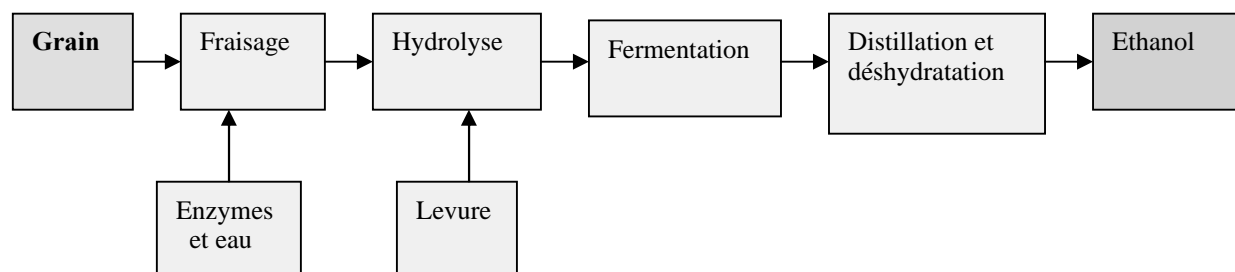 Grain
Fraisage
Hydrolyse
Fermentation
Distillation et
déshydratation
Ethanol
Enzymes
et eau
Levure